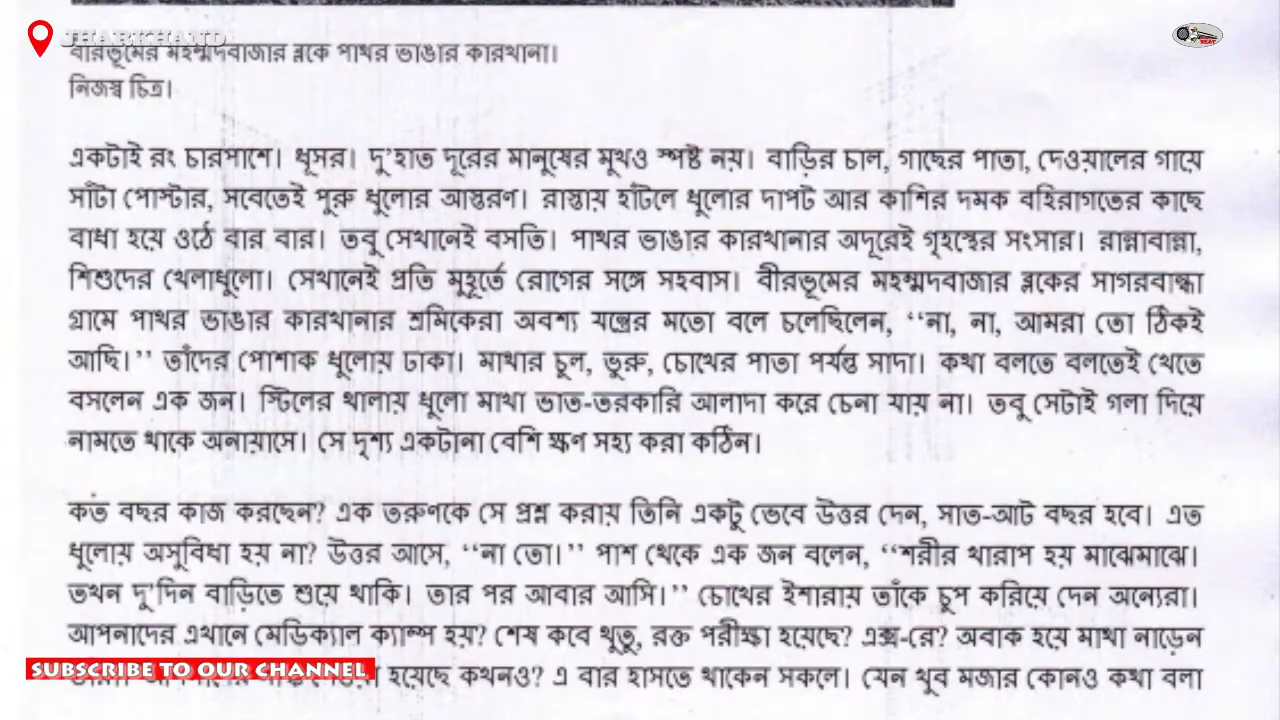 JHARKHAND
বীরভূমের মহম্মদবাজার ব্লকে পাথর ভাঙার কারখানা।
নিজস্ব চিত্র।
একটাই রং চারপাশে। ধূসর। দু’হাত দূরের মানুষের মুখও স্পষ্ট নয়। বাড়ির চাল, গাছের পাতা, দেওয়ালের গায়ে
সাঁটা পোস্টার, সবেতেই পুরু ধুলোর আস্তরণ। রাস্তায় হাঁটলে ধুলোর দাপট আর কাশির দমক বহিরাগতের কাছে
বাধা হয়ে ওঠে বার বার। তবু সেখানেই বসতি। পাথর ভাঙার কারখানার অদূরেই গৃহস্থের সংসার। রান্নাবান্না,
শিশুদের খেলাধুলো। সেখানেই প্রতি মুহূর্তে রোগের সঙ্গে সহবাস। বীরভূমের মহম্মদবাজার ব্লকের সাগরবান্ধা
গ্রামে পাথর ভাঙার কারখানার শ্রমিকেরা অবশ্য যন্ত্রের মতো বলে চলেছিলেন, ‘‘না, না, আমরা তো ঠিকই
আছি।’’ তাঁদের পোশাক ধুলোয় ঢাকা। মাথার চুল, ভুরু, চোখের পাতা পর্যন্ত সাদা। কথা বলতে বলতেই খেতে
বসলেন এক জন। স্টিলের থালায় ধুলো মাখা ভাত-তরকারি আলাদা করে চেনা যায় না। তবু সেটাই গলা দিয়ে
নামতে থাকে অনায়াসে। সে দৃশ্য একটানা বেশি ক্ষণ সহ্য করা কঠিন।
কত বছর কাজ করছেন? এক তরুণকে সে প্রশ্ন করায় তিনি একটু ভেবে উত্তর দেন, সাত-আট বছর হবে। এত
ধুলোয় অসুবিধা হয় না? উত্তর আসে, ‘‘না তো।’’ পাশ থেকে এক জন বলেন, ‘‘শরীর খারাপ হয় মাঝেমাঝে।
তখন দু’দিন বাড়িতে শুয়ে থাকি। তার পর আবার আসি।’’ চোখের ইশারায় তাঁকে চুপ করিয়ে দেন অন্যেরা।
আপনাদের এখানে মেডিক্যাল ক্যাম্প হয়? শেষ কবে থুতু, রক্ত পরীক্ষা হয়েছে? এক্স-রে? অবাক হয়ে মাথা নাড়েন
হয়েছে কখনও? এ বার হাসতে থাকেন সকলে। যেন খুব মজার কোনও কথা বলা
SUBSCRIBE TO OUR CHANNEL